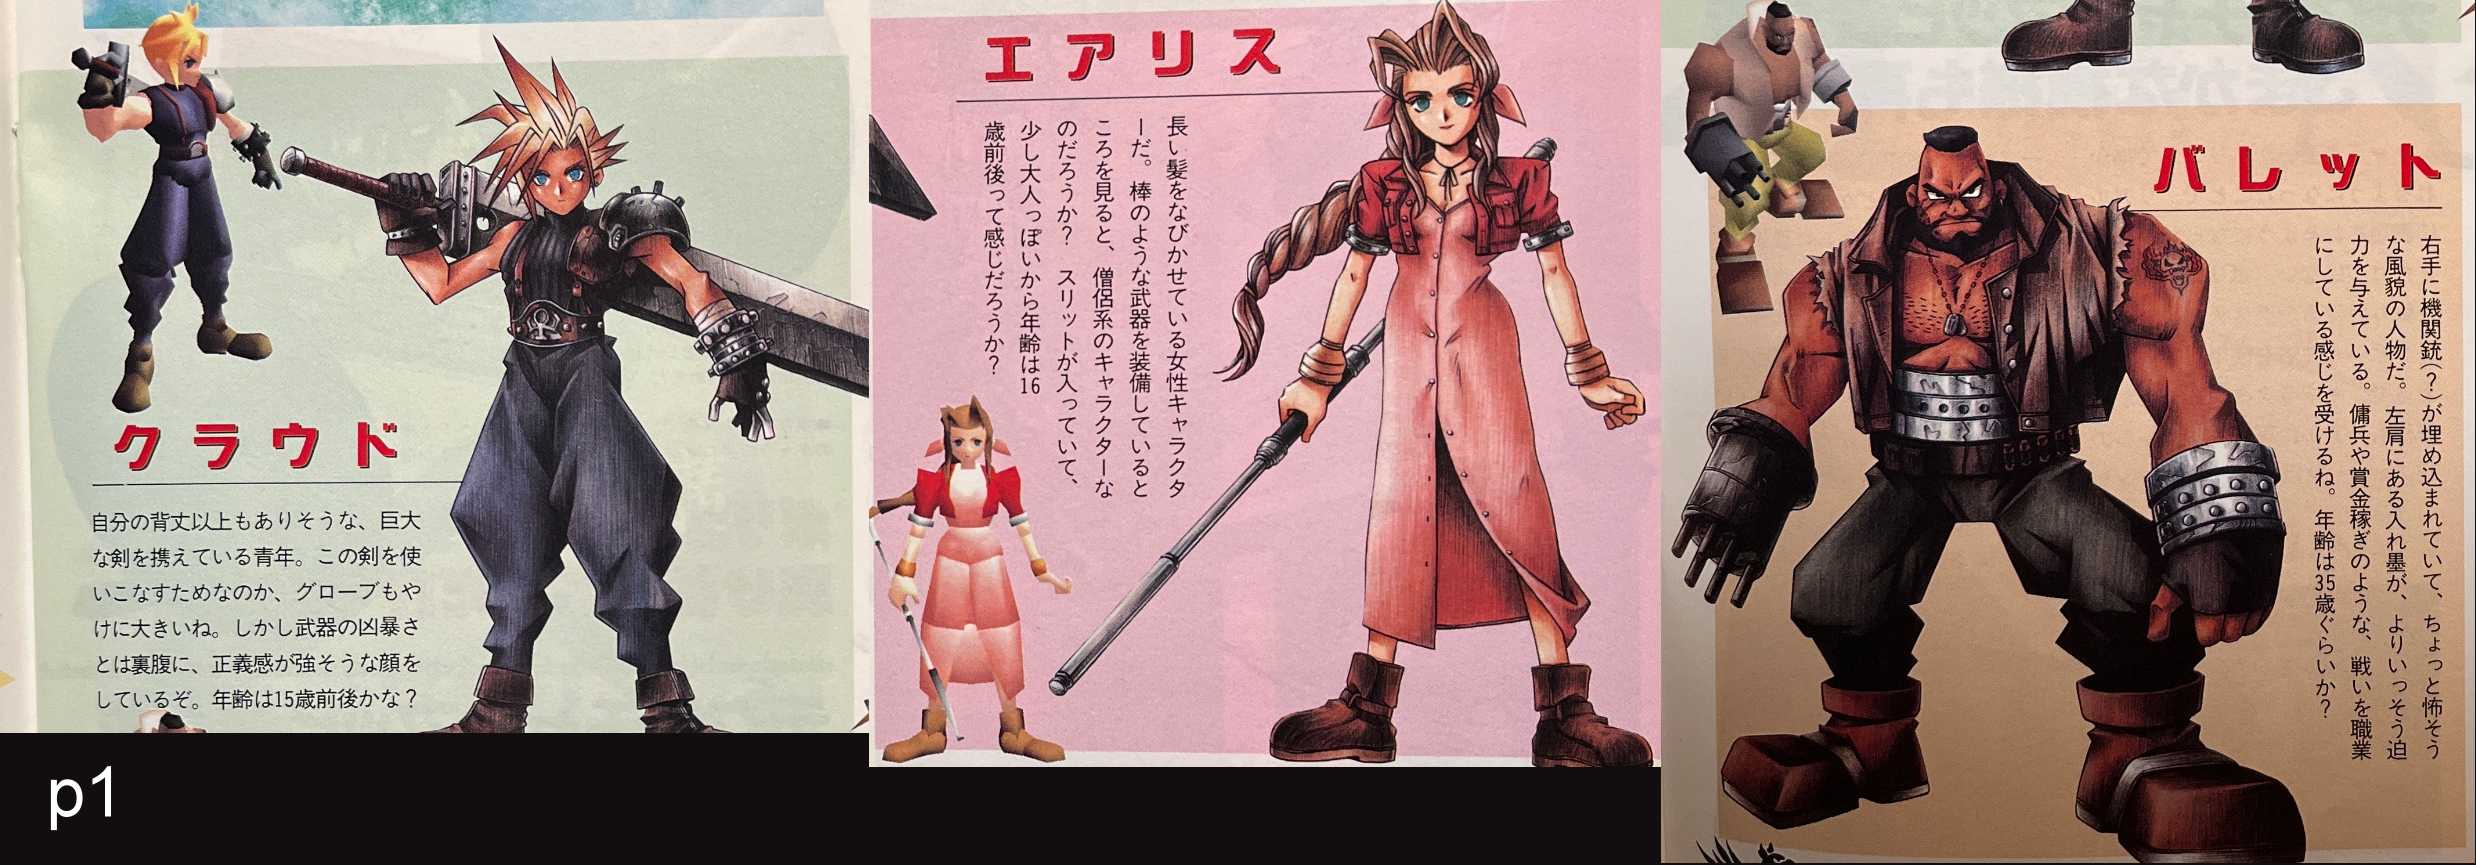 クラウド
自分の背丈以上もありそうな、巨大
な剣を携えている青年。この剣を使
いこなすためなのか、グローブもや
けに大きいね。しかし武器の凶暴さ
とは裏腹に、正義感が強そうな顔を
しているぞ。年齢は15歳前後かな？
エアリス
長い髪をなびかせている女性キャラクタ
ーだ。棒のような武器を装備していると
ころを見ると、僧侶系のキャラクターな
のだろうか？　スリットが入っていて、
少し大人っぽいから年齢は16
歳前後って感じだろうか？
バレット
右手に機関銃(？)が埋め込まれていて、ちょっと怖そう
な風貌の人物だ。左肩にある入れ墨が、よりいっそう迫
力を与えている。傭兵や賞金稼ぎのような、戦いを職業
にしている感じを受けるね。年齢は35歳ぐらいか？
p1